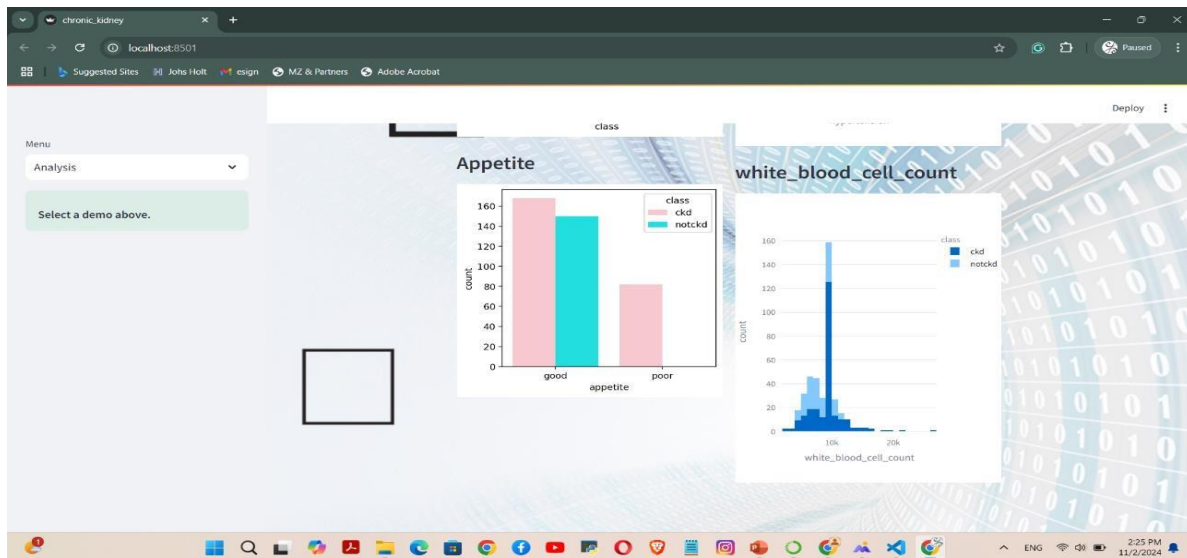 chronic_kidney
localhost:8501
Paused
Suggested Sites
Johs Holt
esign
MZ & Partners
Adobe Acrobat
Deploy
Menu
Analysis
Select a demo above.
class
Appetite
white_blood_cell_count
class
ckd
notckd
160
140
120
100
80
60
40
20
0
count
good
poor
appetite
class
ckd
notckd
160
140
120
100
80
60
40
20
0
count
10k
20k
white_blood_cell_count
ENG
2:25 PM
11/2/2024